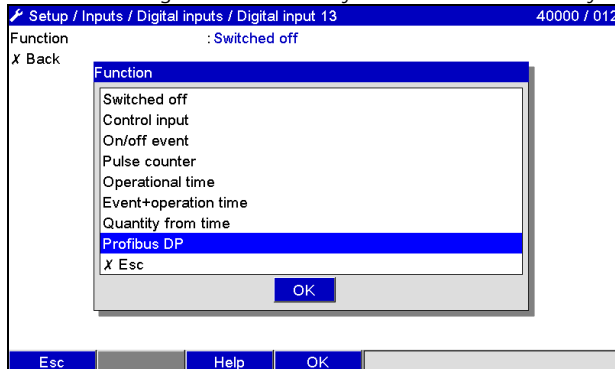 Setup / Inputs / Digital inputs / Digital input 13 40000 / 012
Function : Switched off
X Back
Function
Switched off
Control input
On/off event
Pulse counter
Operational time
Event+operation time
Quantity from time
Profibus DP
X Esc
OK
Esc Help OK